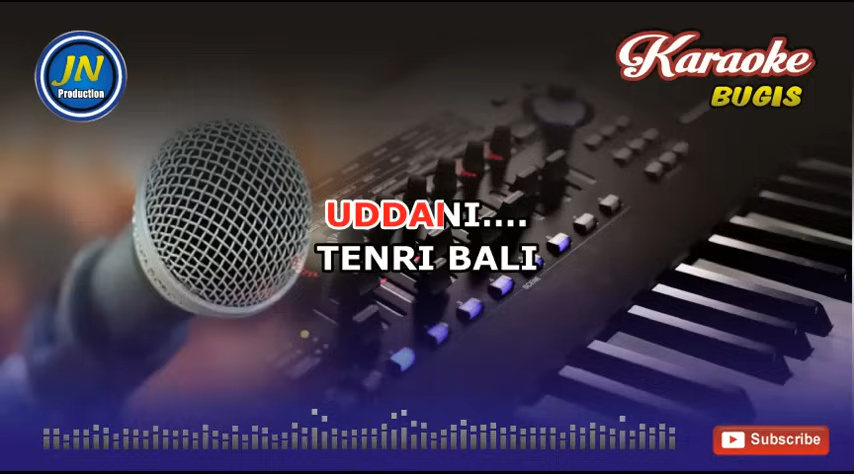 JN
Production
Karaoke
BUGIS
UDDANI....
TENRI BALI
Subscribe